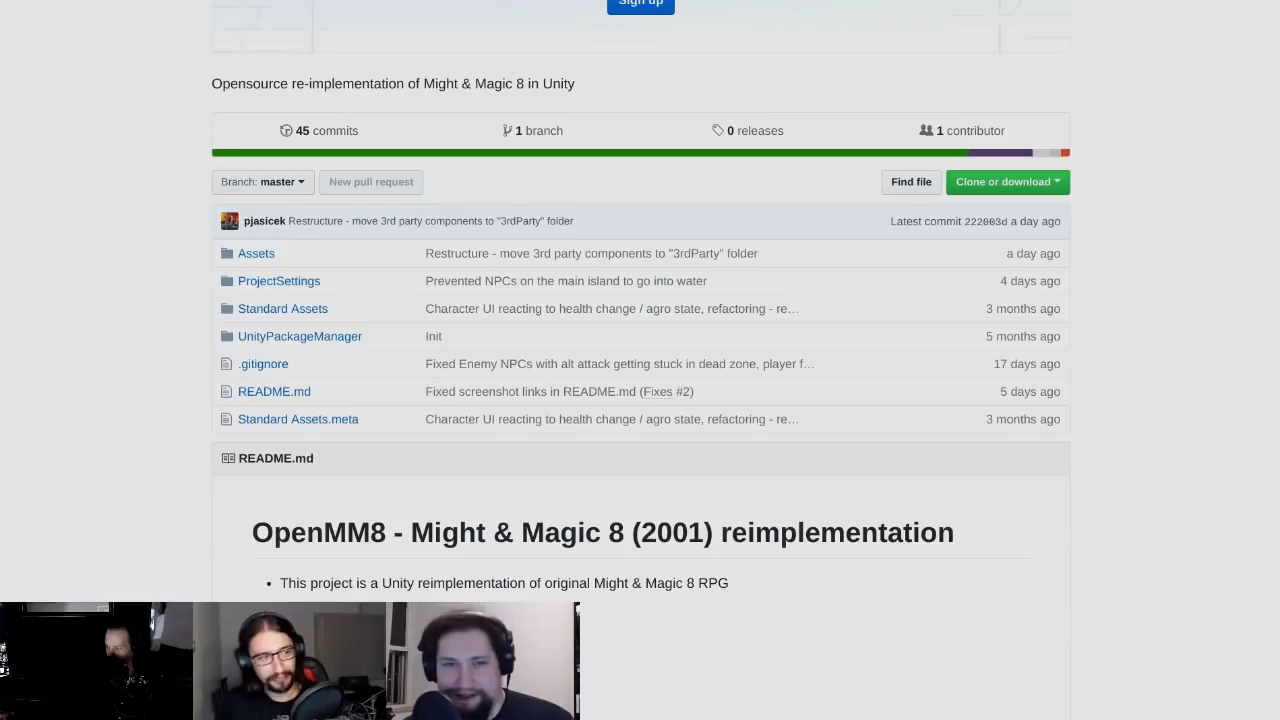 Sign up
Opensource re-implementation of Might & Magic 8 in Unity
45 commits 1 branch 0 releases 1 contributor
Branch: master New pull request Find file Clone or download
pjasicek Restructure - move 3rd party components to "3rdParty" folder Latest commit 222003d a day ago
Assets Restructure - move 3rd party components to "3rdParty" folder a day ago
ProjectSettings Prevented NPCs on the main island to go into water 4 days ago
Standard Assets Character UI reacting to health change / agro state, refactoring - re… 3 months ago
UnityPackageManager Init 5 months ago
.gitignore Fixed Enemy NPCs with alt attack getting stuck in dead zone, player f… 17 days ago
README.md Fixed screenshot links in README.md (Fixes #2) 5 days ago
Standard Assets.meta Character UI reacting to health change / agro state, refactoring - re… 3 months ago
README.md
OpenMM8 - Might & Magic 8 (2001) reimplementation
• This project is a Unity reimplementation of original Might & Magic 8 RPG